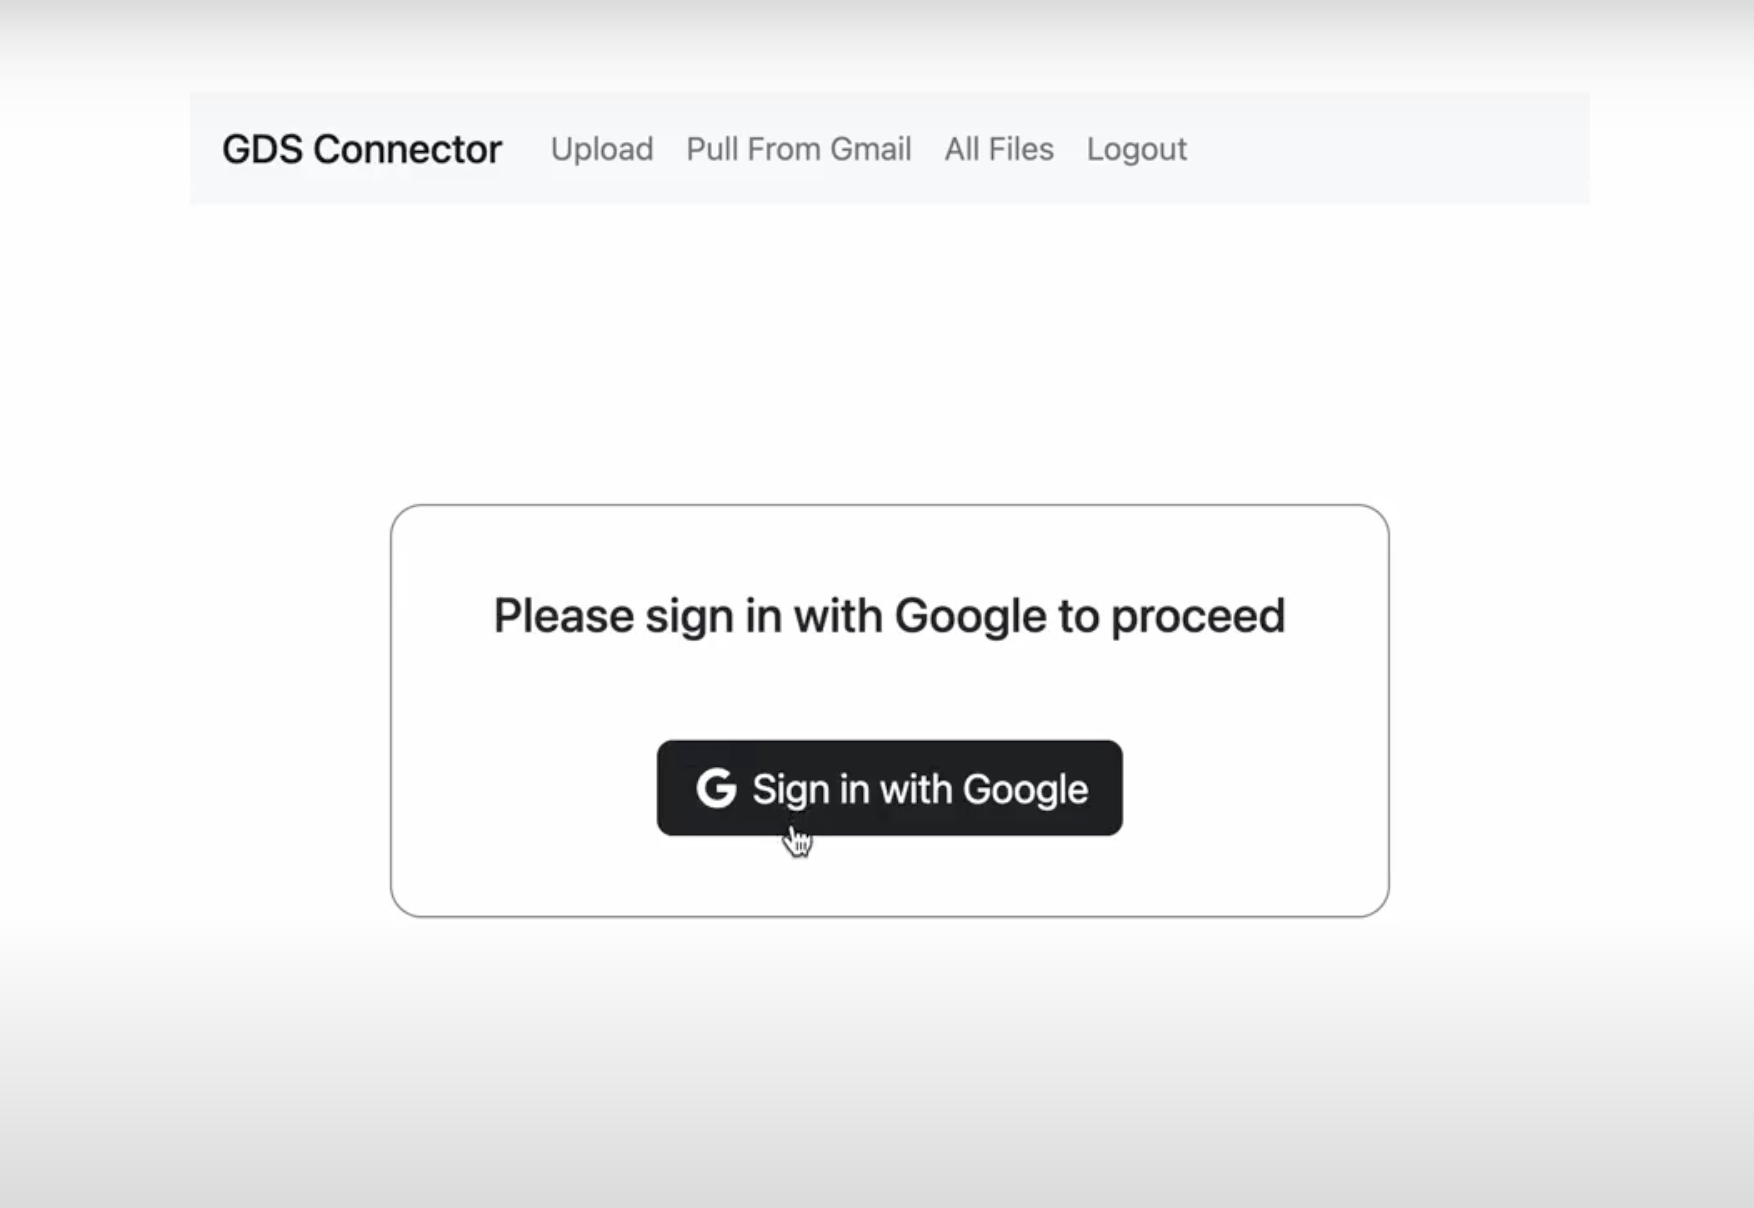 GDS Connector Upload Pull From Gmail All Files Logout
Please sign in with Google to proceed
G Sign in with Google